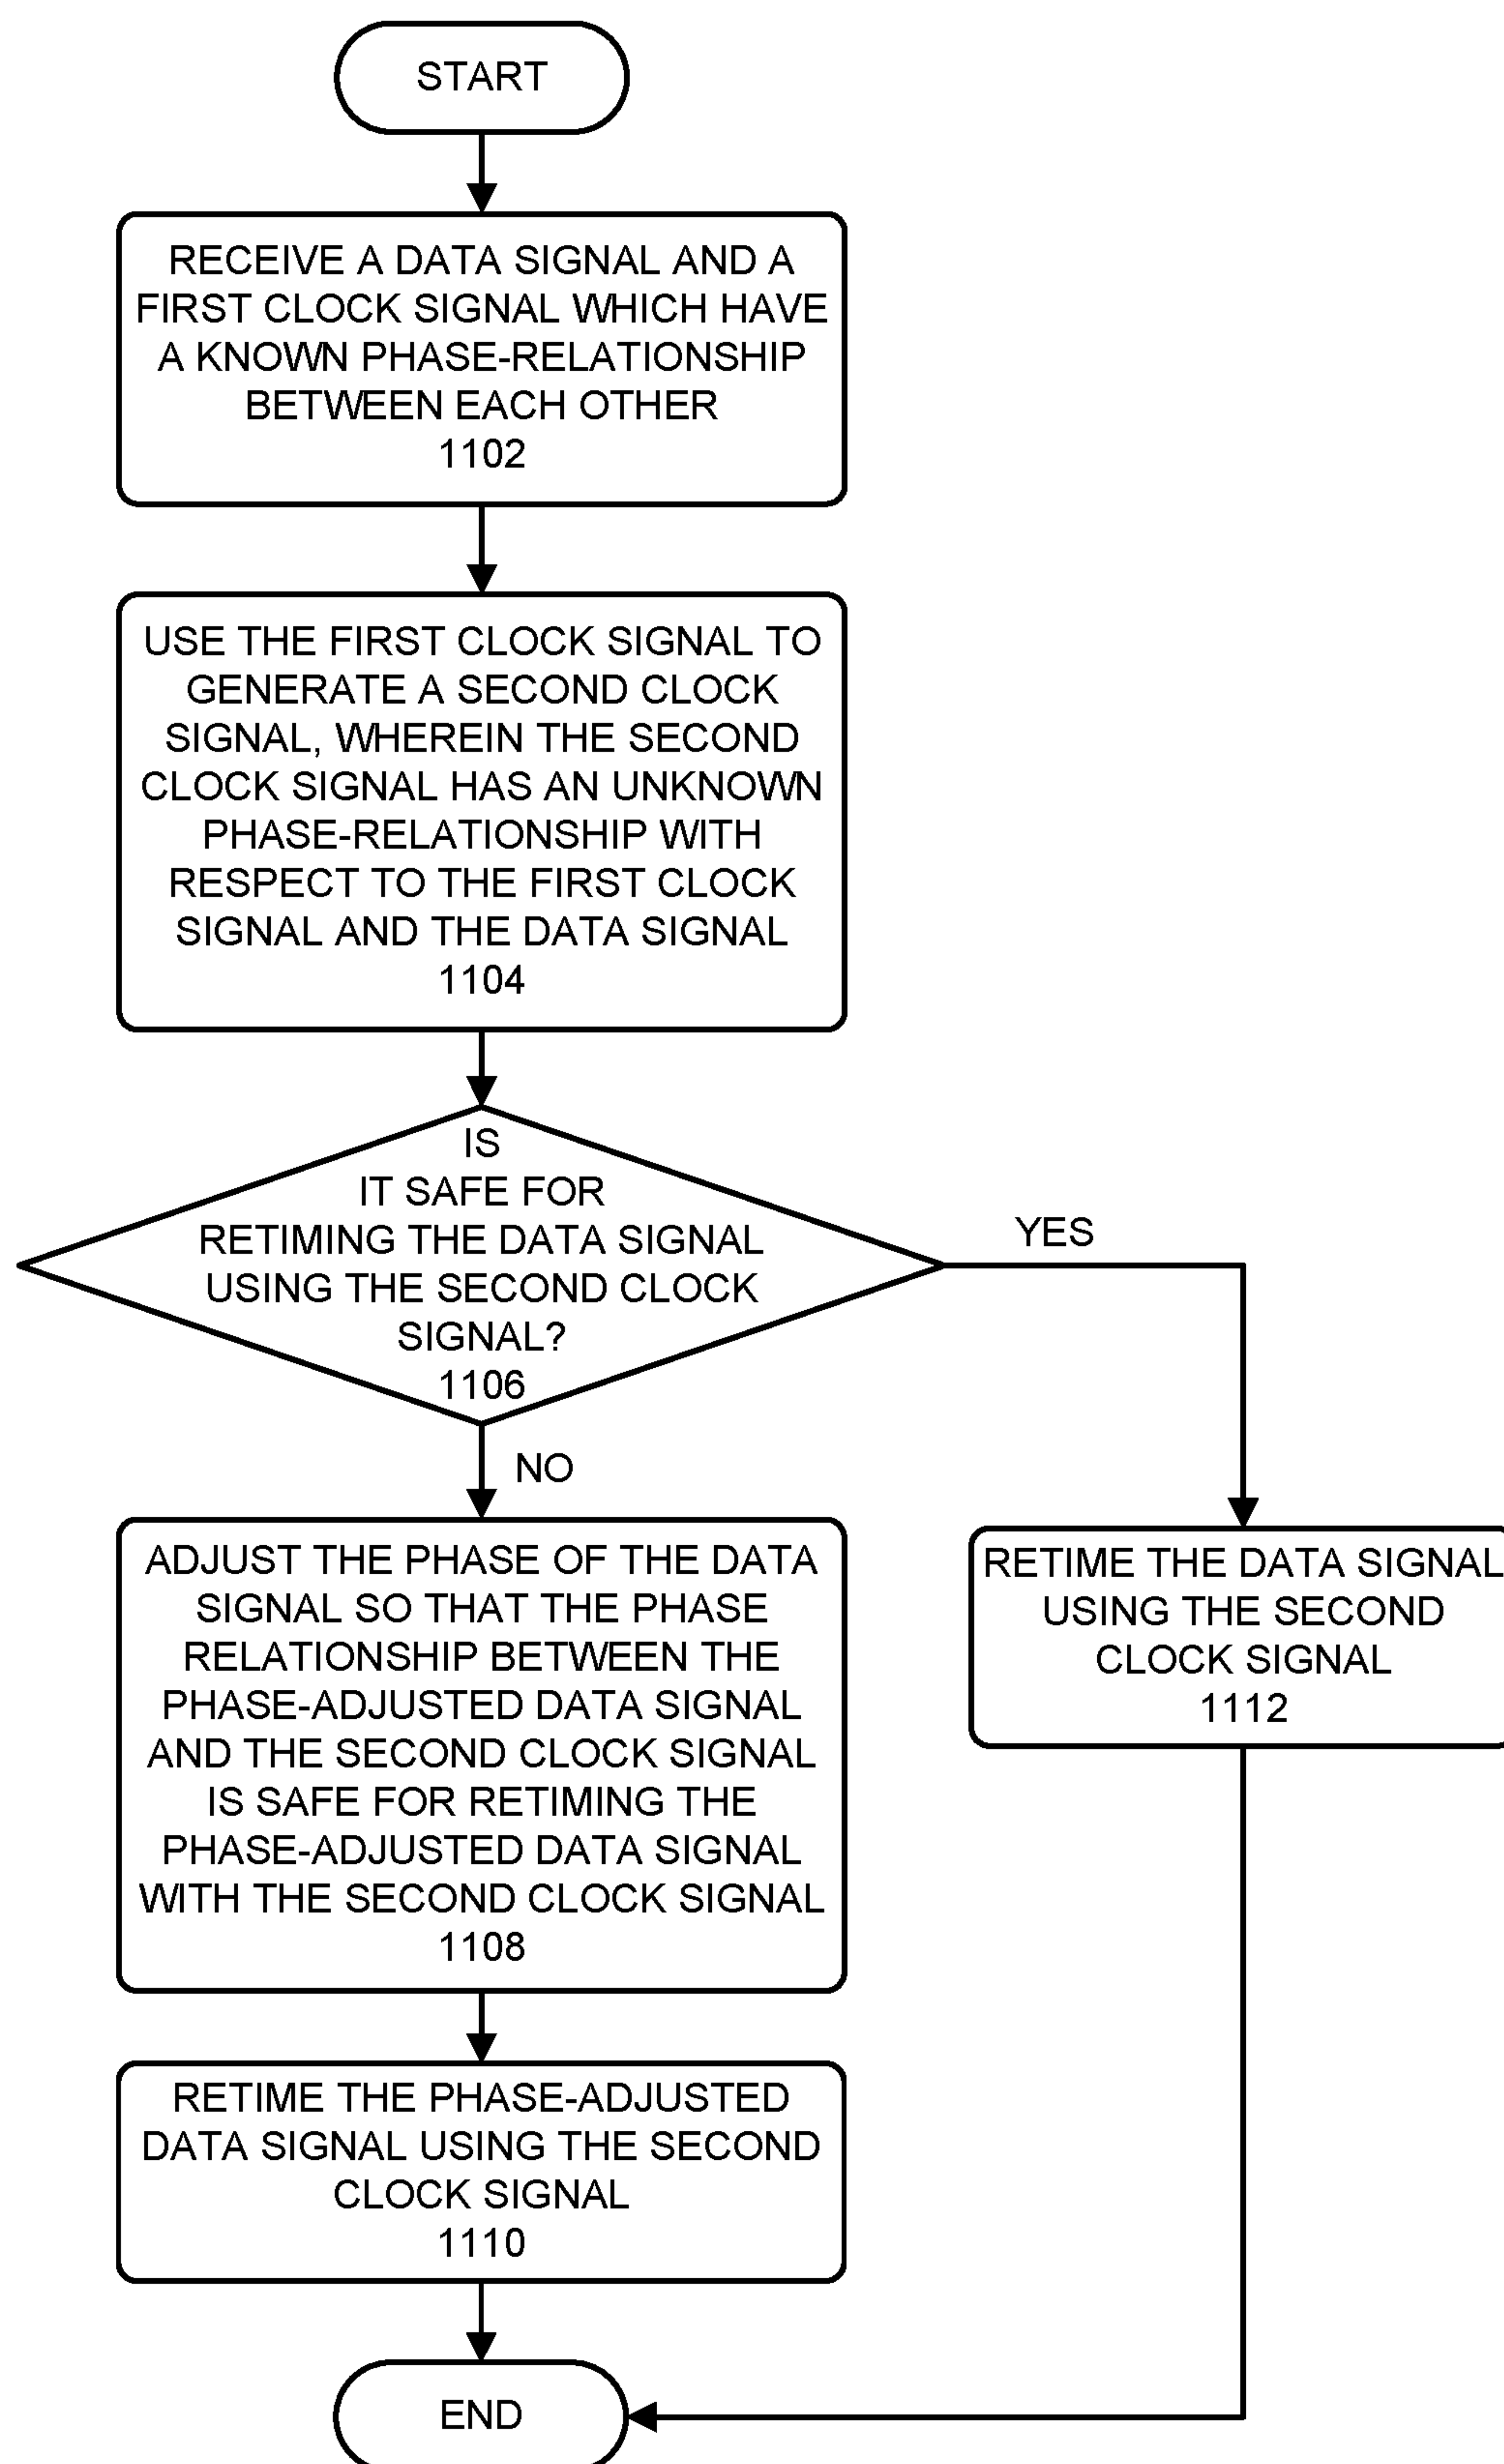 START
RECEIVE A DATA SIGNAL AND A
FIRST CLOCK SIGNAL WHICH HAVE
A KNOWN PHASE-RELATIONSHIP
BETWEEN EACH OTHER
1102
USE THE FIRST CLOCK SIGNAL TO
GENERATE A SECOND CLOCK
SIGNAL, WHEREIN THE SECOND
CLOCK SIGNAL HAS AN UNKNOWN
PHASE-RELATIONSHIP WITH
RESPECT TO THE FIRST CLOCK
SIGNAL AND THE DATA SIGNAL
1104
IS
IT SAFE FOR
RETIMING THE DATA SIGNAL
USING THE SECOND CLOCK
SIGNAL?
1106
YES
NO
ADJUST THE PHASE OF THE DATA
SIGNAL SO THAT THE PHASE
RELATIONSHIP BETWEEN THE
PHASE-ADJUSTED DATA SIGNAL
AND THE SECOND CLOCK SIGNAL
IS SAFE FOR RETIMING THE
PHASE-ADJUSTED DATA SIGNAL
WITH THE SECOND CLOCK SIGNAL
1108
RETIME THE DATA SIGNAL
USING THE SECOND
CLOCK SIGNAL
1112
RETIME THE PHASE-ADJUSTED
DATA SIGNAL USING THE SECOND
CLOCK SIGNAL
1110
END